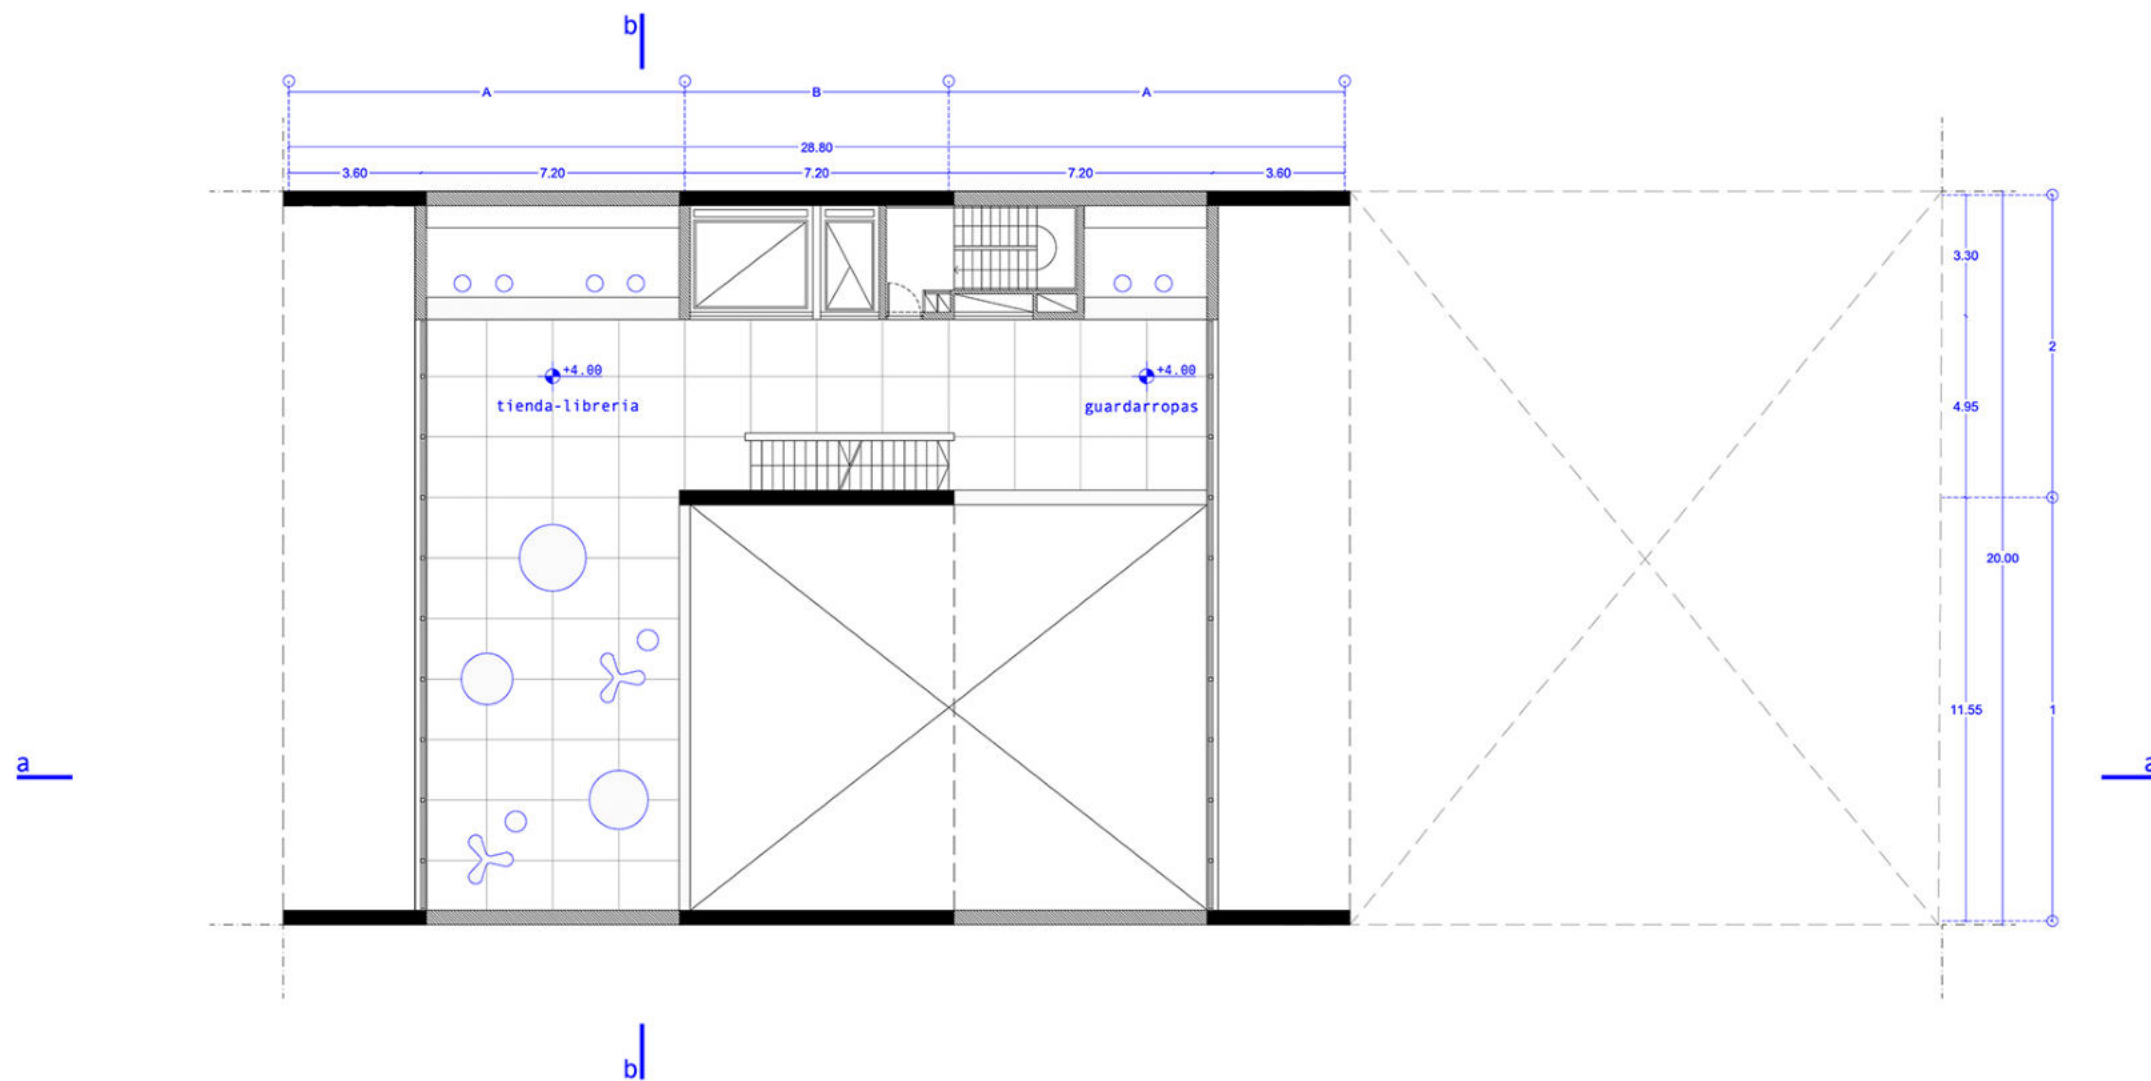 b
A B A
28.80
3.60 7.20 7.20 7.20 3.60
3.30
2
+4.00 +4.00
tienda-libreria guardarropas
4.95
20.00
11.55 1
a a
b